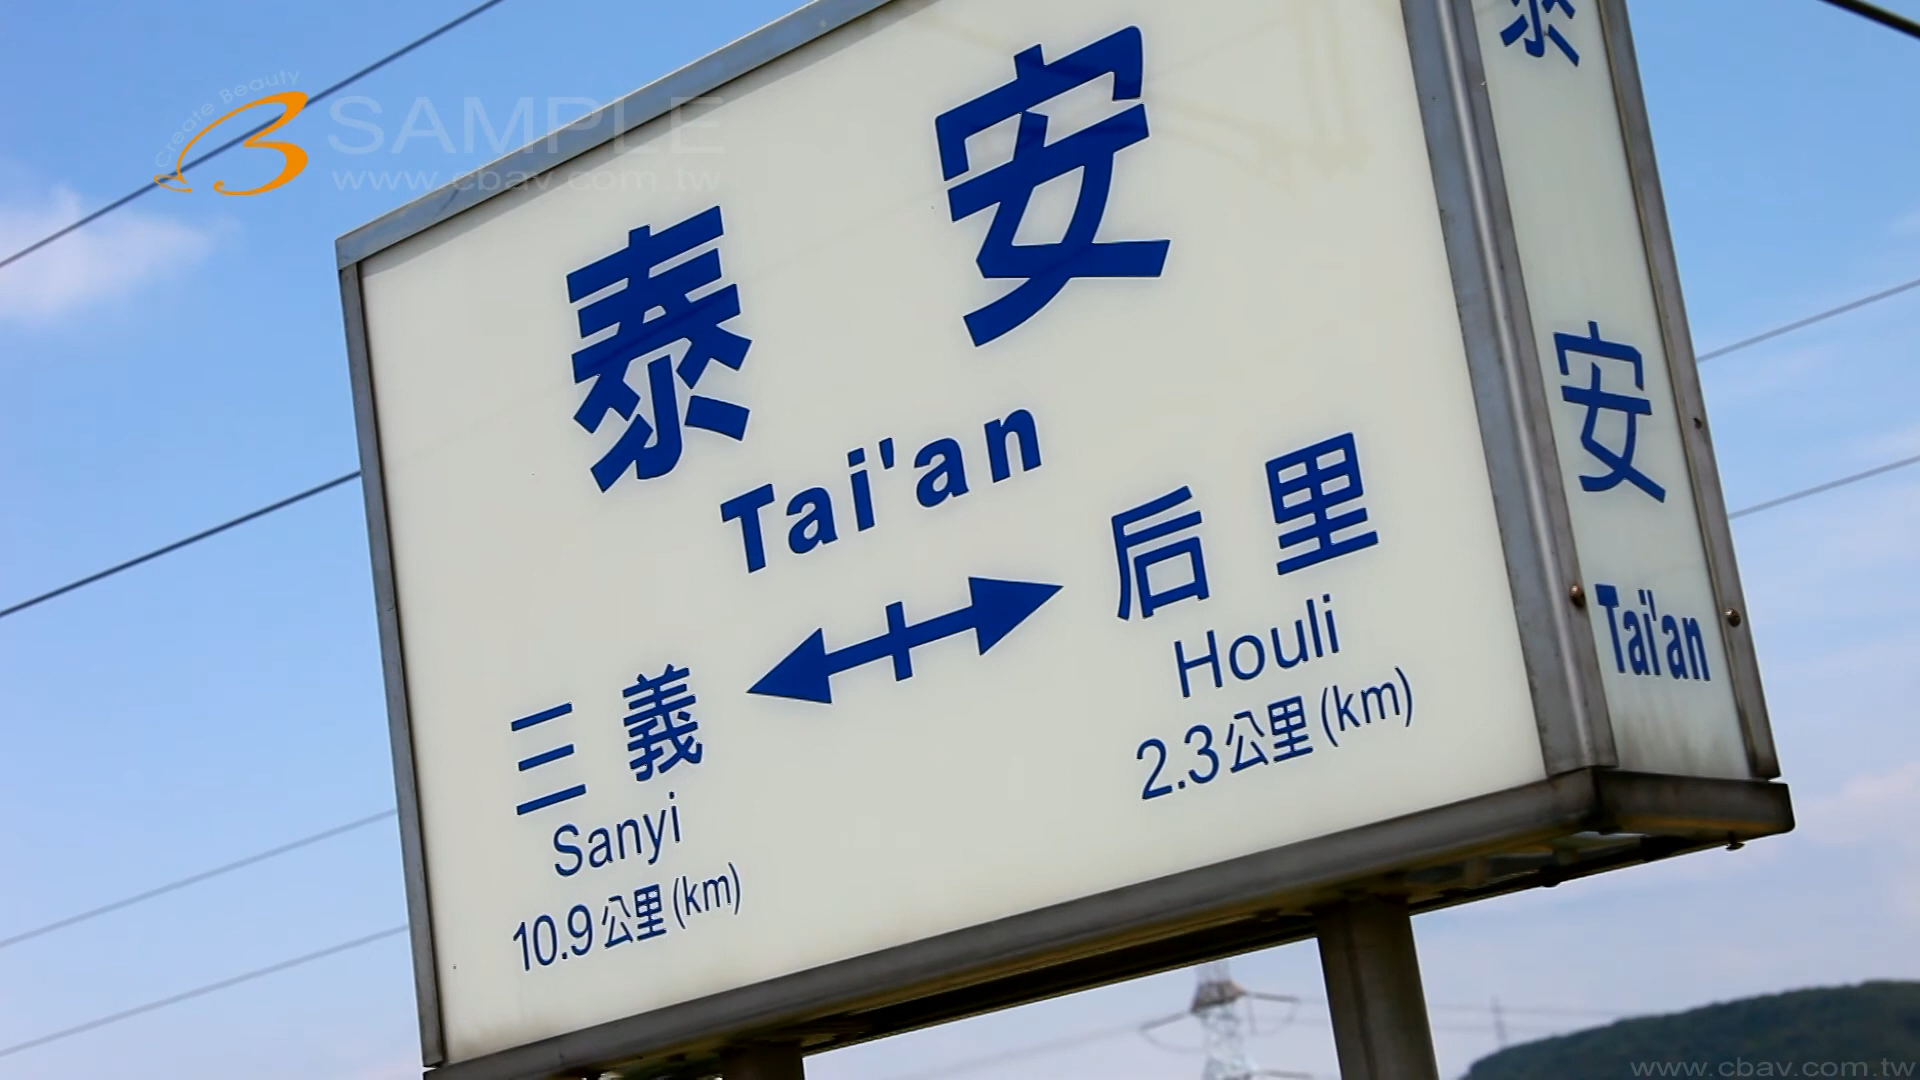 Create Beauty
SAMPLE
www.cbav.com.tw
泰安
Tai'an
三義
Sanyi
10.9公里(km)
后里
Houli
2.3公里(km)
泰安
Tai'an
www.cbav.com.tw